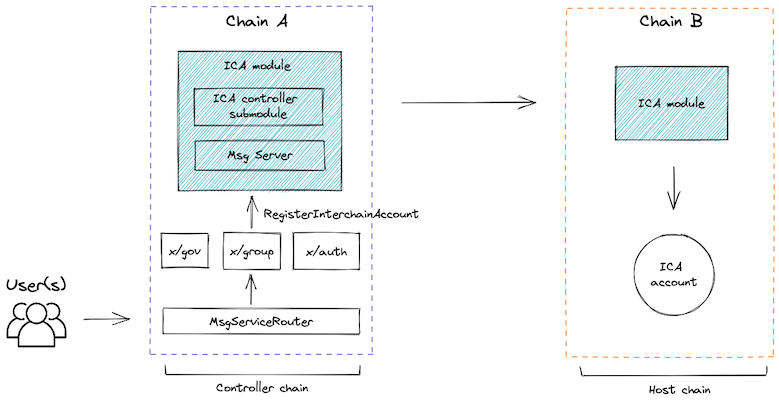 Chain A
Chain B
ICA module
ICA controller
submodule
Msg Server
ICA module
RegisterInterchainAccount
x/gov
x/group
x/auth
ICA
account
User(s)
MsgServiceRouter
Controller chain
Host chain